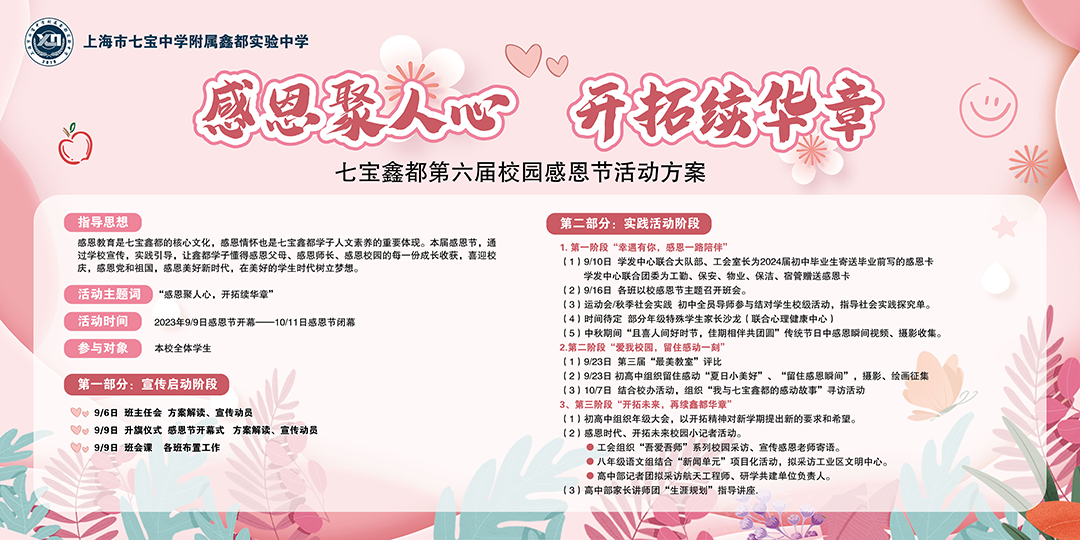 上海市七宝中学附属鑫都实验中学
感恩聚人心 开拓续华章
七宝鑫都第六届校园感恩节活动方案
指导思想
感恩教育是七宝鑫都的核心文化，感恩情怀也是七宝鑫都学子人文素养的重要体现。本届感恩节，通
过学校宣传，实践引导，让鑫都学子懂得感恩父母、感恩师长、感恩校园的每一份成长收获，喜迎校
庆，感恩党和祖国，感恩美好新时代，在美好的学生时代树立梦想。
活动主题词 “感恩聚人心，开拓续华章”
活动时间 2023年9/9日感恩节开幕——10/11日感恩节闭幕
参与对象 本校全体学生
第一部分：宣传启动阶段
9/6日 班主任会 方案解读、宣传动员
9/9日 升旗仪式 感恩节开幕式 方案解读、宣传动员
9/9日 班会课 各班布置工作
第二部分：实践活动阶段
1. 第一阶段“幸遇有你，感恩一路陪伴”
（1）9/10日 学发中心联合大队部、工会室长为2024届初中毕业生寄送毕业前写的感恩卡
学发中心联合团委为工勤、保安、物业、保洁、宿管赠送感恩卡
（2）9/16日 各班以校感恩节主题召开班会。
（3）运动会/秋季社会实践 初中全员导师参与结对学生校级活动，指导社会实践探究单。
（4）时间待定 部分年级特殊学生家长沙龙（联合心理健康中心）
（5）中秋期间“且喜人间好时节，佳期相伴共团圆”传统节日中感恩瞬间视频、摄影收集。
2.第二阶段“爱我校园，留住感动一刻”
（1）9/23日 第三届“最美教室”评比
（2）9/23日 初高中组织留住感动“夏日小美好”、“留住感恩瞬间”，摄影、绘画征集
（3）10/7日 结合校办活动，组织“我与七宝鑫都的感动故事”寻访活动
3、第三阶段“开拓未来，再续鑫都华章”
（1）初高中组织年级大会，以开拓精神对新学期提出新的要求和希望。
（2）感恩时代、开拓未来校园小记者活动。
工会组织“吾爱吾师”系列校园采访、宣传感恩老师寄语。
八年级语文组结合“新闻单元”项目化活动，拟采访工业区文明中心。
高中部记者团拟采访航天工程师、研学共建单位负责人。
（3）高中部家长讲师团“生涯规划”指导讲座.